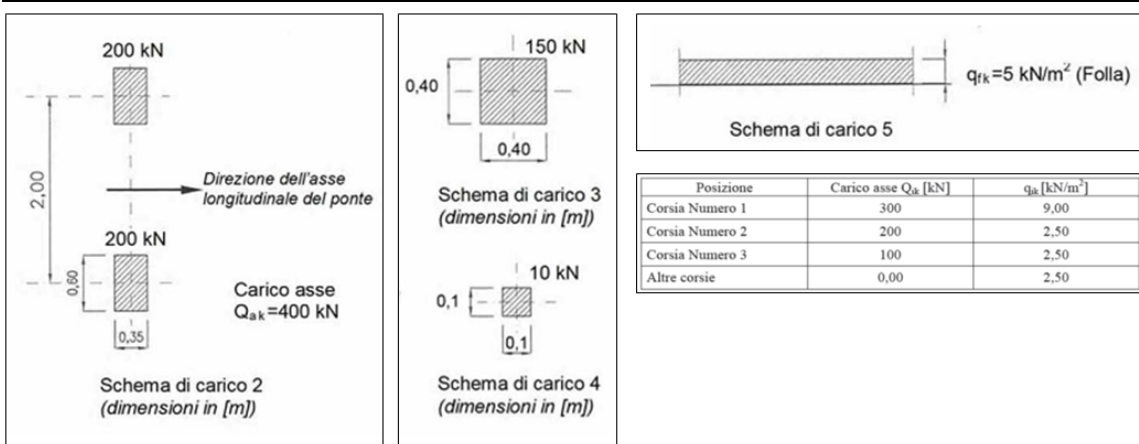 200 kN
2,00
Direzione dell'asse
longitudinale del ponte
200 kN
0,60
0,35
Carico asse
Qak=400 kN
Schema di carico 2
(dimensioni in [m])
150 kN
0,40
0,40
Schema di carico 3
(dimensioni in [m])
10 kN
0,1
0,1
Schema di carico 4
(dimensioni in [m])
qfk=5 kN/m² (Folla)
Schema di carico 5
Posizione Carico asse Qik [kN] qik [kN/m²]
Corsia Numero 1 300 9,00
Corsia Numero 2 200 2,50
Corsia Numero 3 100 2,50
Altre corsie 0,00 2,50